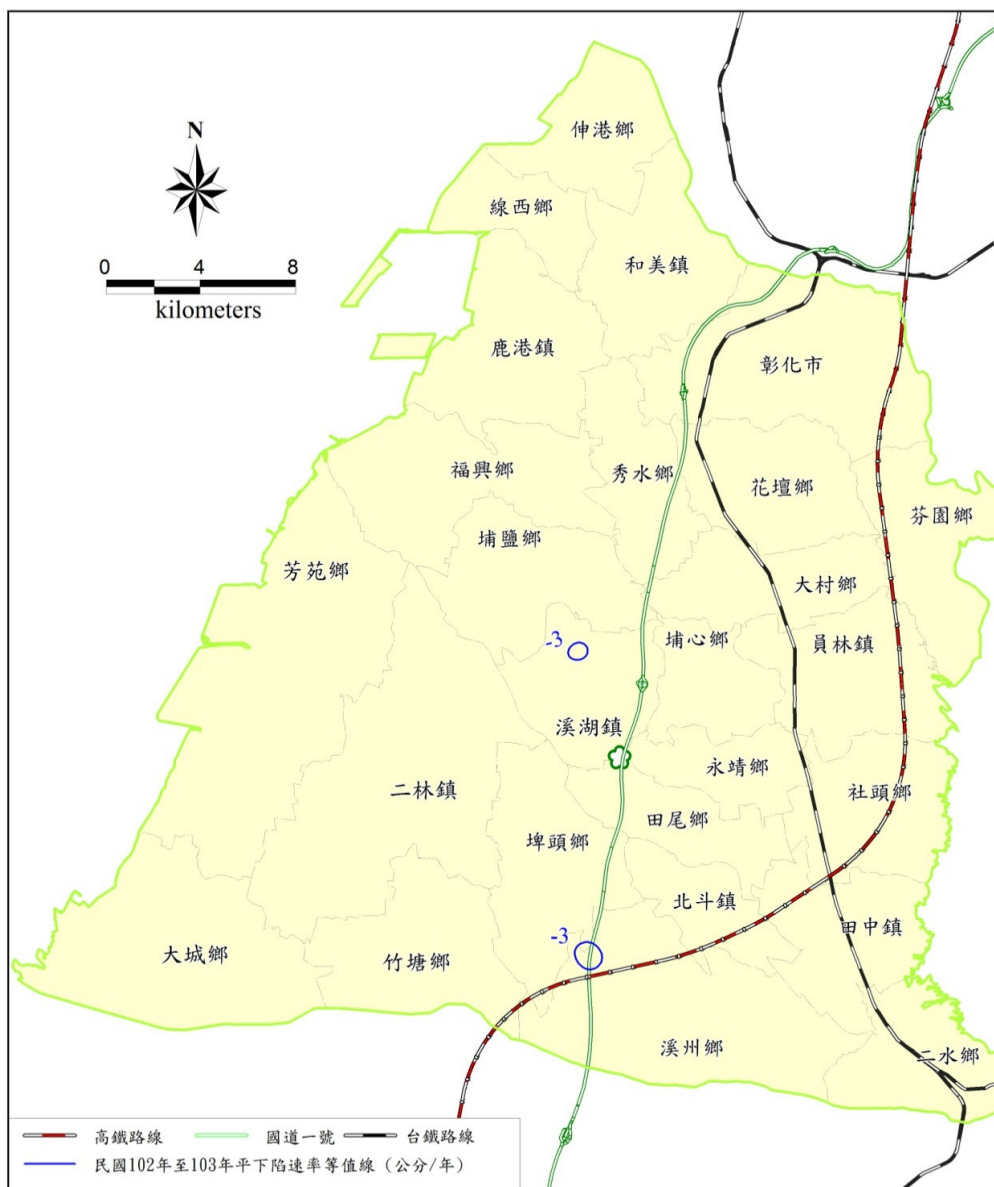 伸港鄉
N
線西鄉
和美鎮
0 4 8
kilometers
鹿港鎮
彰化市
福興鄉
秀水鄉
花壇鄉
芬園鄉
埔鹽鄉
芳苑鄉
大村鄉
-3
埔心鄉
員林鎮
溪湖鎮
永靖鄉
二林鎮
社頭鄉
田尾鄉
埤頭鄉
北斗鎮
田中鎮
-3
大城鄉
竹塘鄉
溪州鄉
二水鄉
高鐵路線 國道一號 台鐵路線
民國102年至103年平下陷速率等值線（公分/年）